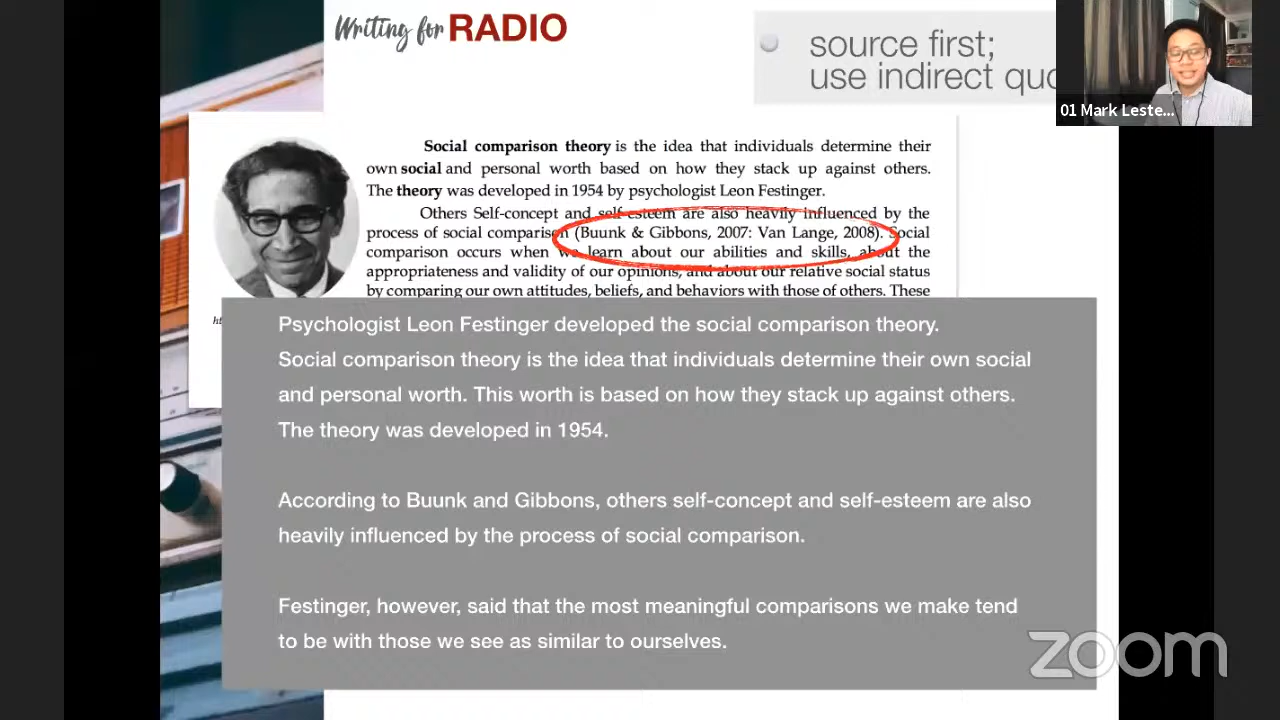 Writing for RADIO
source first;
use indirect
01 Mark Leste...
Social comparison theory is the idea that individuals determine their
own social and personal worth based on how they stack up against others.
The theory was developed in 1954 by psychologist Leon Festinger.
Others Self-concept and self-esteem are also heavily influenced by the
process of social comparison (Buunk & Gibbons, 2007: Van Lange, 2008). Social
comparison occurs when we learn about our abilities and skills, about the
appropriateness and validity of our opinions, and about our relative social status
by comparing our own attitudes, beliefs, and behaviors with those of others. These
Psychologist Leon Festinger developed the social comparison theory.
Social comparison theory is the idea that individuals determine their own social
and personal worth. This worth is based on how they stack up against others.
The theory was developed in 1954.
According to Buunk and Gibbons, others self-concept and self-esteem are also
heavily influenced by the process of social comparison.
Festinger, however, said that the most meaningful comparisons we make tend
to be with those we see as similar to ourselves.
zoom